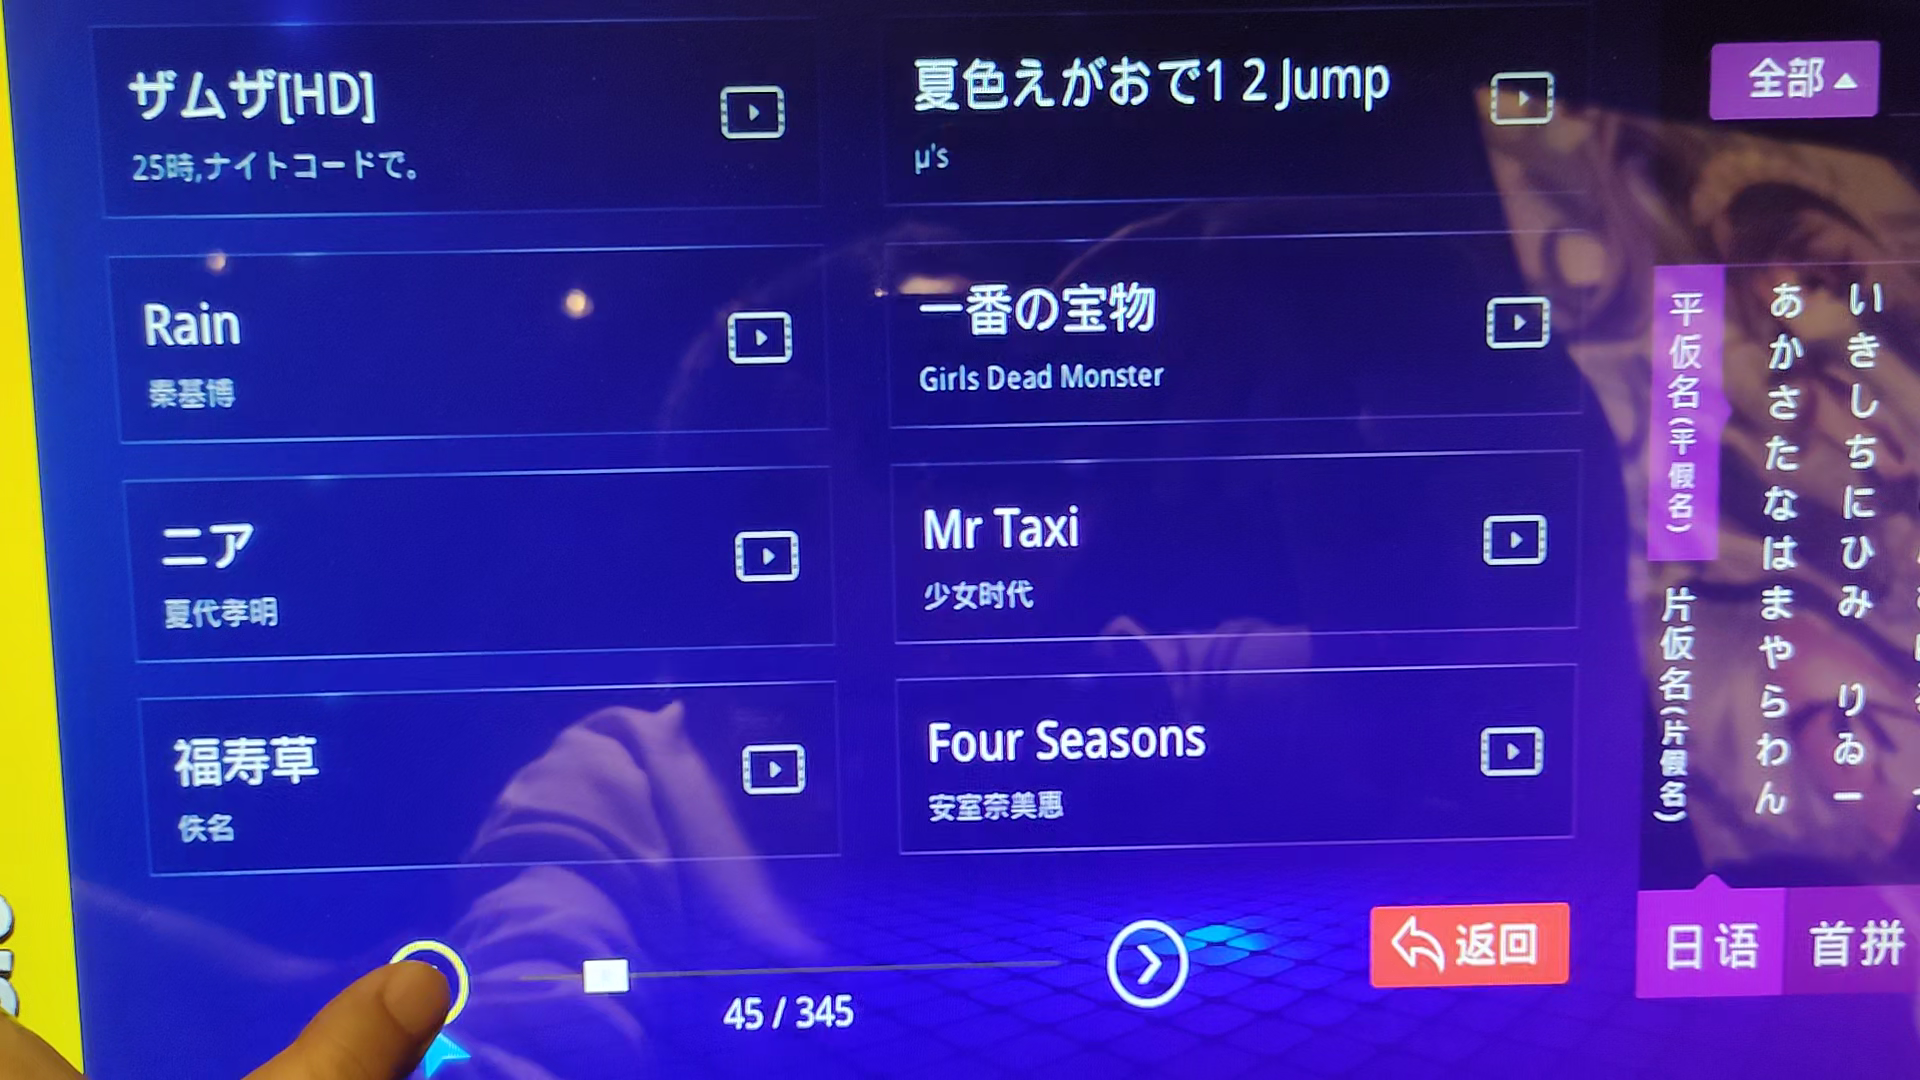 ザムザ[HD]
25時,ナイトコードで。
夏色えがおで1 2 Jump
μ's
Rain
秦基博
一番の宝物
Girls Dead Monster
ニア
夏代孝明
Mr Taxi
少女时代
福寿草
佚名
Four Seasons
安室奈美惠
45 / 345
返回
全部
平仮名(平假名)
片仮名(片假名)
あかさたなはまやらわん
いきしちにひみ りゐー
日语
首拼